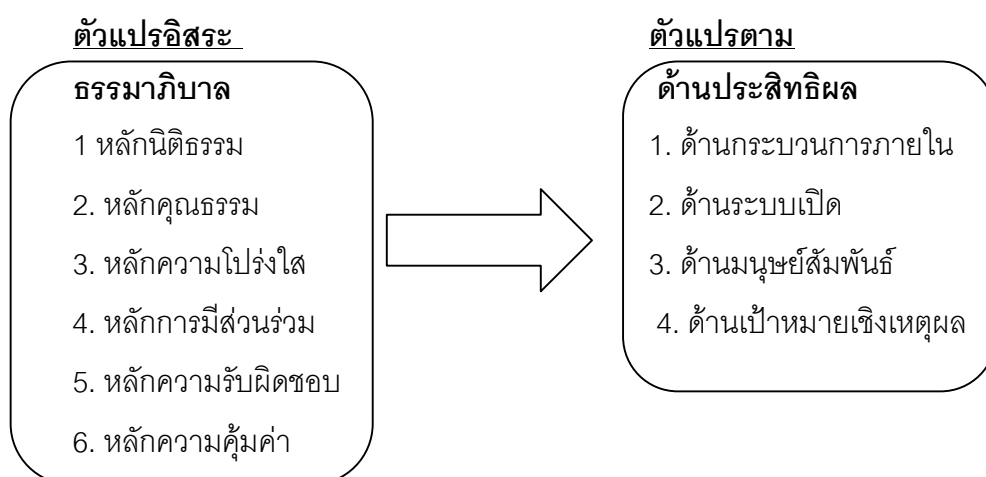 ตัวแปรอิสระ
ธรรมาภิบาล
1 หลักนิติธรรม
2. หลักคุณธรรม
3. หลักความโปร่งใส
4. หลักการมีส่วนร่วม
5. หลักความรับผิดชอบ
6. หลักความคุ้มค่า
ตัวแปรตาม
ด้านประสิทธิผล
1. ด้านกระบวนการภายใน
2. ด้านระบบเปิด
3. ด้านมนุษย์สัมพันธ์
4. ด้านเป้าหมายเชิงเหตุผล